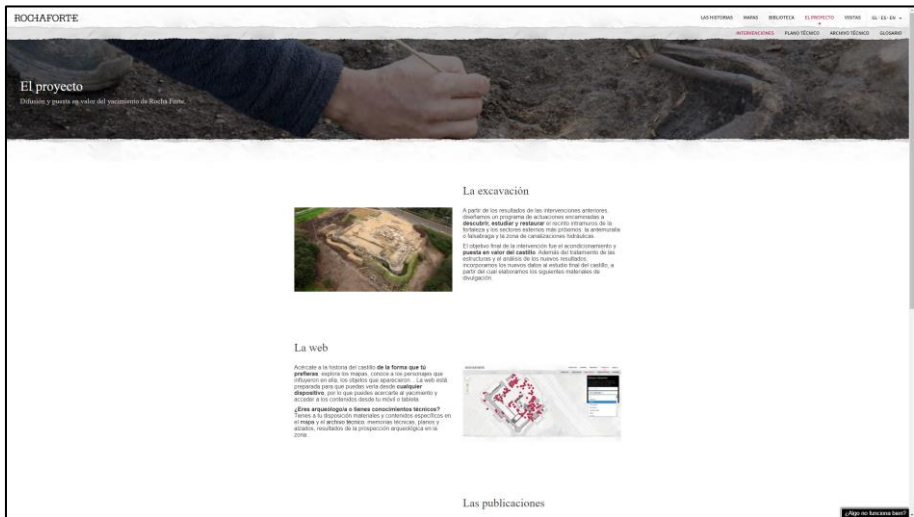 ROCHAFORTE
LAS HISTORIAS MAPAS BIBLIOTECA EL PROYECTO VISITAS GL · ES · EN
INTERVENCIONES PLANO TÉCNICO ARCHIVO TÉCNICO GLOSARIO
El proyecto
Difusión y puesta en valor del yacimiento de Rocha Forte.
La excavación
A partir de los resultados de las intervenciones anteriores,
diseñamos un programa de actuaciones encaminadas a
descubrir, estudiar y restaurar el recinto intramuros de la
fortaleza y los sectores externos más próximos: la antemuralla
o falsabraga y la zona de canalizaciones hidráulicas.
El objetivo final de la intervención fue el acondicionamiento y
puesta en valor del castillo. Además del tratamiento de las
estructuras y el análisis de los nuevos resultados,
incorporamos los nuevos datos al estudio final del castillo, a
partir del cual elaboramos los siguientes materiales de
divulgación.
La web
Acércate a la historia del castillo de la forma que tú
prefieras: explora los mapas, conoce a los personajes que
influyeron en ella, los objetos que aparecieron... La web está
preparada para que puedas verla desde cualquier
dispositivo, por lo que puedes acercarte al yacimiento y
acceder a los contenidos desde tu móvil o tableta.
¿Eres arqueólogo/a o tienes conocimientos técnicos?
Tienes a tu disposición materiales y contenidos específicos en
el mapa y el archivo técnico: memorias técnicas, planos y
alzados, resultados de la prospección arqueológica en la
zona.
ROCHAFORTE
Las publicaciones
¿Algo no funciona bien?